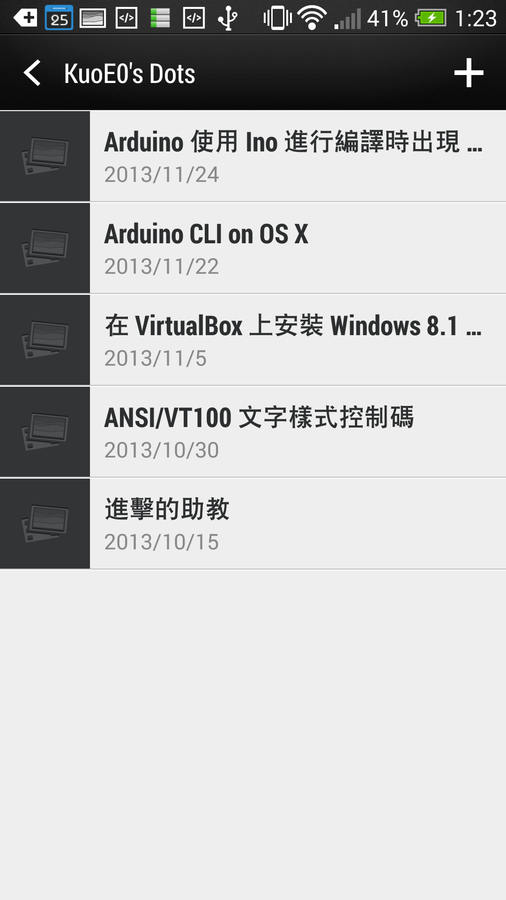 25 41% 1:23
KuoE0's Dots
Arduino 使用 Ino 進行編譯時出現 ...
2013/11/24
Arduino CLI on OS X
2013/11/22
在 VirtualBox 上安裝 Windows 8.1 ...
2013/11/5
ANSI/VT100 文字樣式控制碼
2013/10/30
進擊的助教
2013/10/15